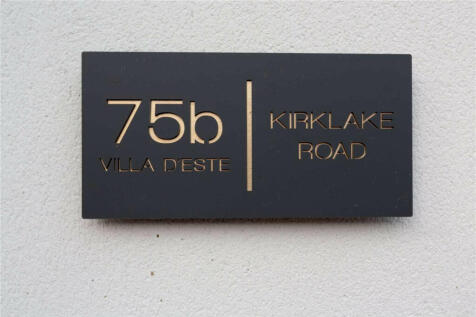 75b
VILLA D'ESTE
KIRKLAKE
ROAD